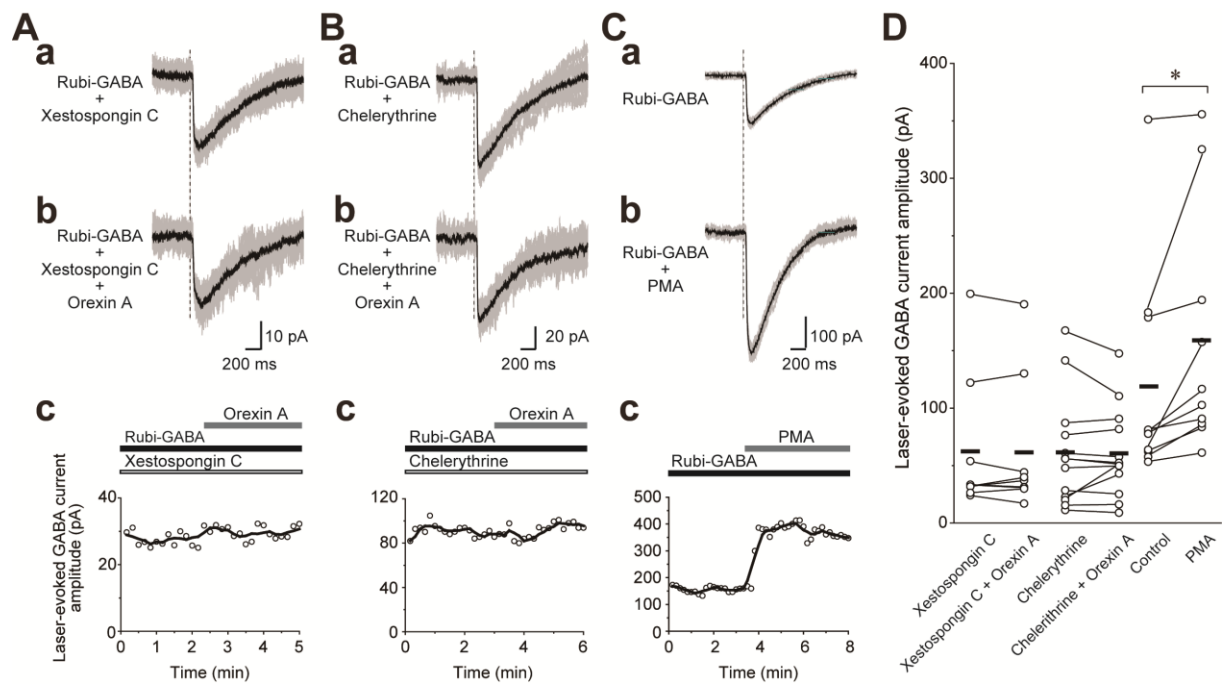 A
a
Rubi-GABA
+
Xestospongin C
b
Rubi-GABA
+
Xestospongin C
+
Orexin A
10 pA
200 ms
c
Orexin A
Rubi-GABA
Xestospongin C
Laser-evoked GABA current
amplitude (pA)
40
20
0
0 1 2 3 4 5
Time (min)
B
a
Rubi-GABA
+
Chelerythrine
b
Rubi-GABA
+
Chelerythrine
+
Orexin A
20 pA
200 ms
c
Orexin A
Rubi-GABA
Chelerythrine
120
80
40
0
0 2 4 6
Time (min)
C
a
Rubi-GABA
b
Rubi-GABA
+
PMA
100 pA
200 ms
c
PMA
Rubi-GABA
500
400
300
200
100
0
0 2 4 6 8
Time (min)
D
*
Laser-evoked GABA current amplitude (pA)
400
300
200
100
0
Xestospongin C
Xestospongin C + Orexin A
Chelerythrine
Chelerithrine + Orexin A
Control
PMA